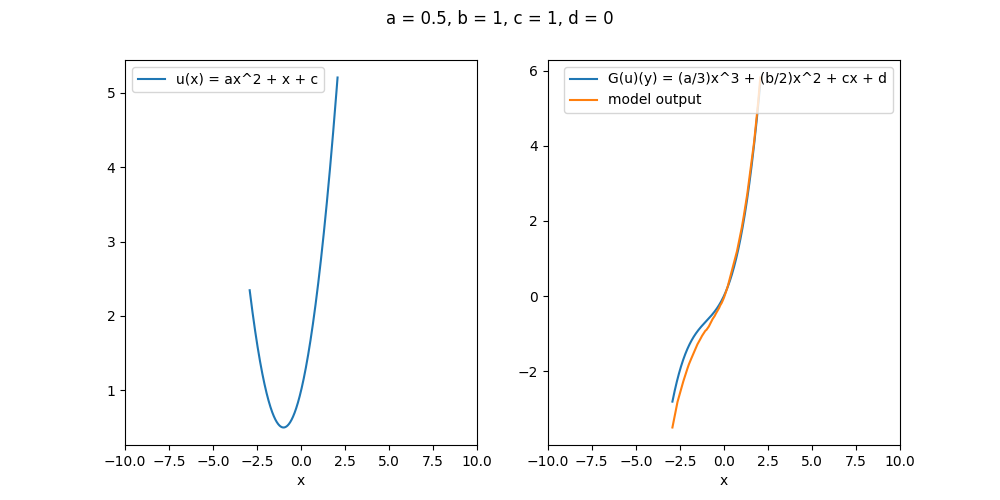 a = 0.5, b = 1, c = 1, d = 0
u(x) = ax^2 + x + c
5
4
3
2
1
−10.0 −7.5 −5.0 −2.5 0.0 2.5 5.0 7.5 10.0
x
G(u)(y) = (a/3)x^3 + (b/2)x^2 + cx + d
model output
6
4
2
0
−2
−10.0 −7.5 −5.0 −2.5 0.0 2.5 5.0 7.5 10.0
x